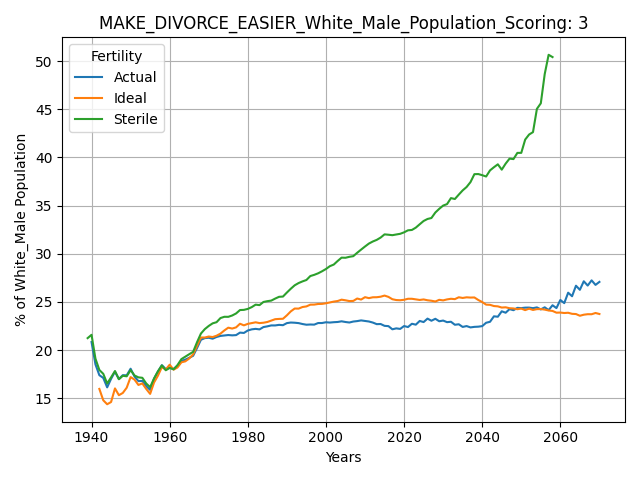 MAKE_DIVORCE_EASIER_White_Male_Population_Scoring: 3
Fertility
Actual
Ideal
Sterile
% of White_Male Population
50
45
40
35
30
25
20
15
1940 1960 1980 2000 2020 2040 2060
Years